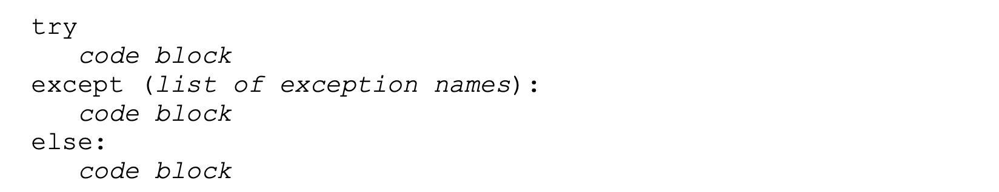 try
code block
except (list of exception names):
code block
else:
code block